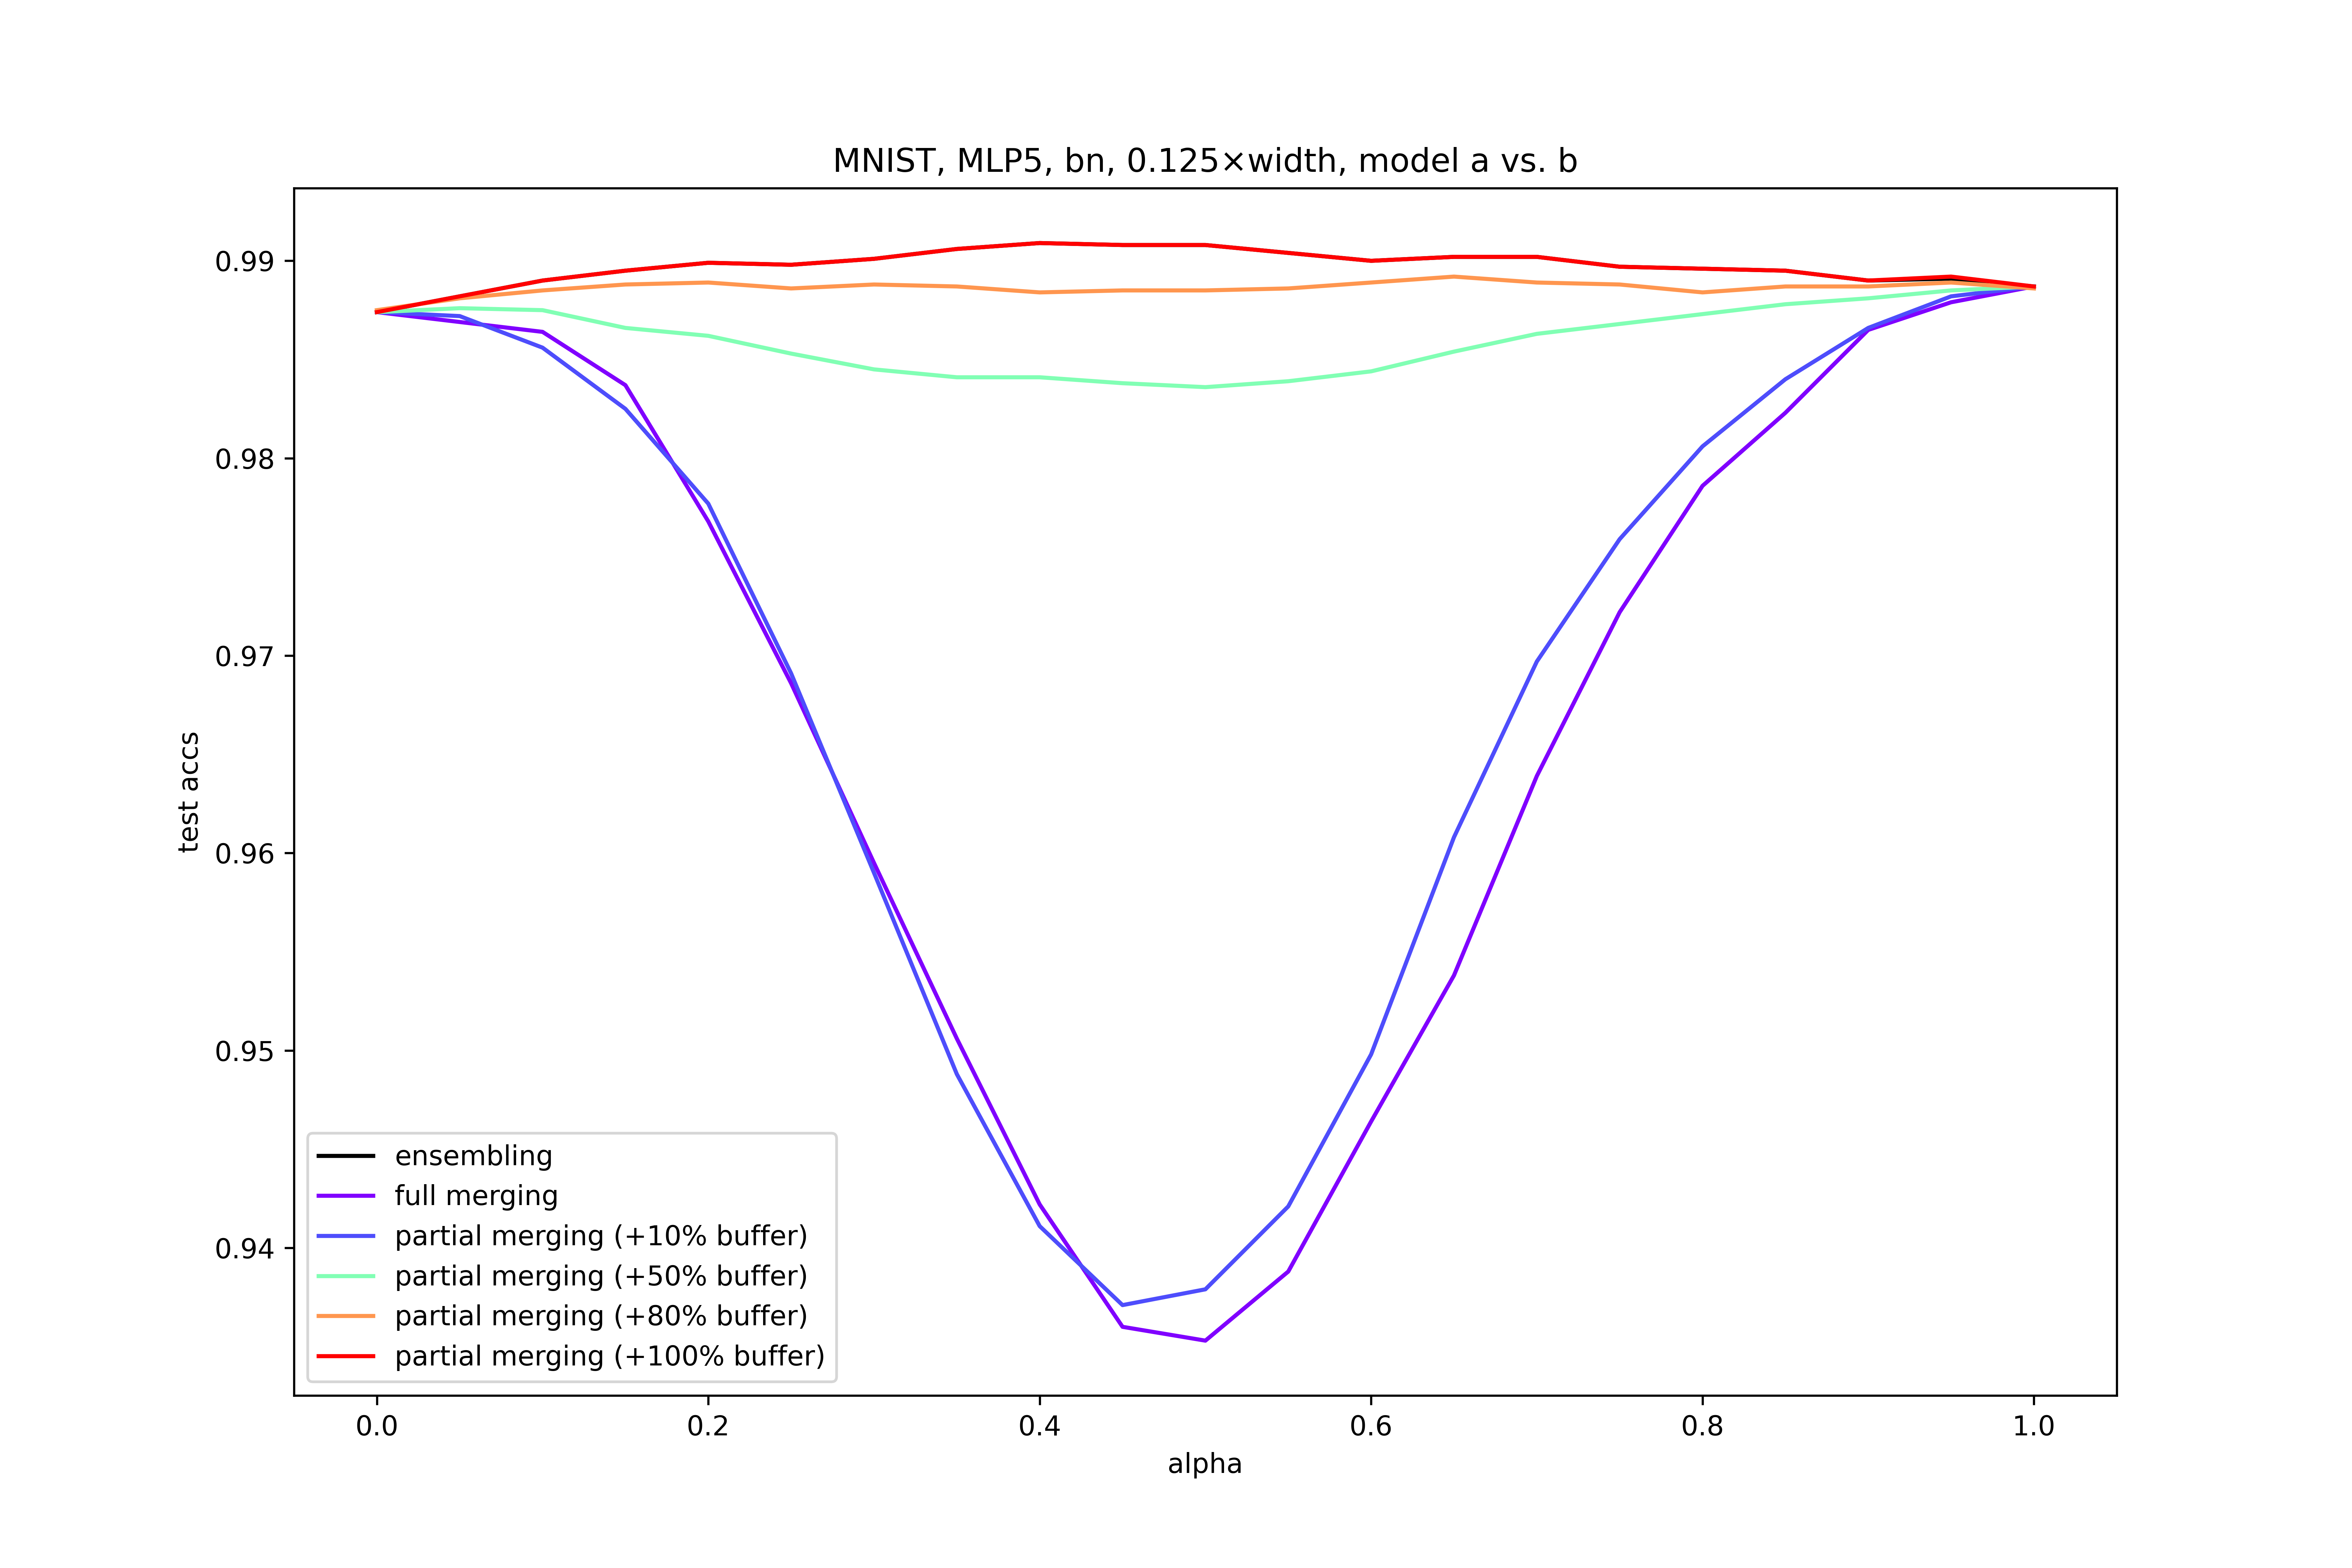 MNIST, MLP5, bn, 0.125×width, model a vs. b
0.99
0.98
0.97
0.96
0.95
0.94
test accs
ensembling
full merging
partial merging (+10% buffer)
partial merging (+50% buffer)
partial merging (+80% buffer)
partial merging (+100% buffer)
0.0 0.2 0.4 0.6 0.8 1.0
alpha